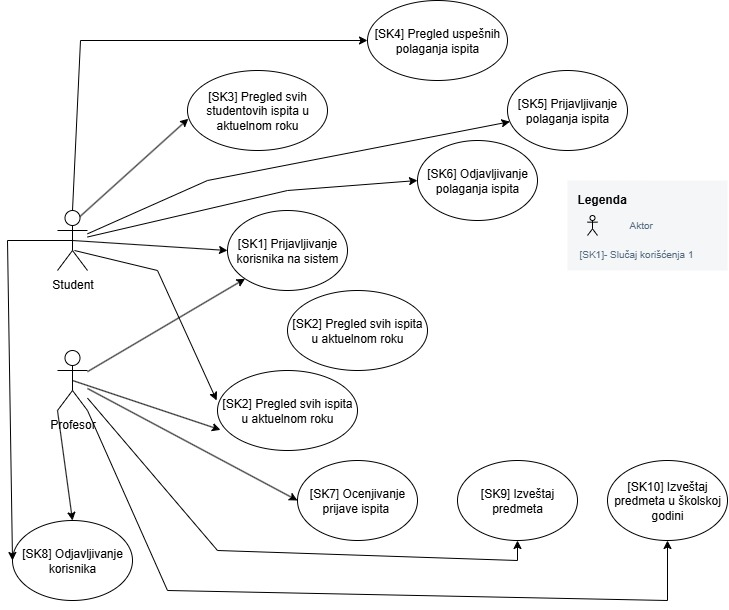 [SK4] Pregled uspešnih
polaganja ispita
[SK3] Pregled svih
studentovih ispita u
aktuelnom roku
[SK5] Prijavljivanje
polaganja ispita
[SK6] Odjavljivanje
polaganja ispita
Legenda
Aktor
[SK1]- Slučaj korišćenja 1
[SK1] Prijavljivanje
korisnika na sistem
Student
[SK2] Pregled svih ispita
u aktuelnom roku
Profesor
[SK2] Pregled svih ispita
u aktuelnom roku
[SK7] Ocenjivanje
prijave ispita
[SK9] Izveštaj
predmeta
[SK10] Izveštaj
predmeta u školskoj
godini
[SK8] Odjavljivanje
korisnika